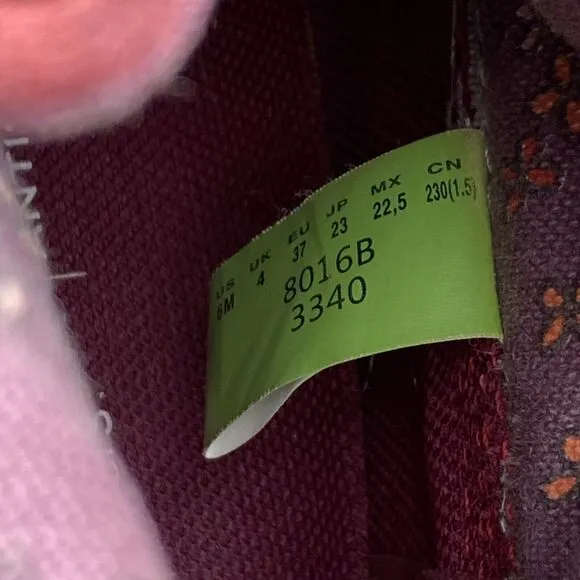 US UK EU JP MX CN
6M 4 37 23 22,5 230(1.5)
8016B
3340